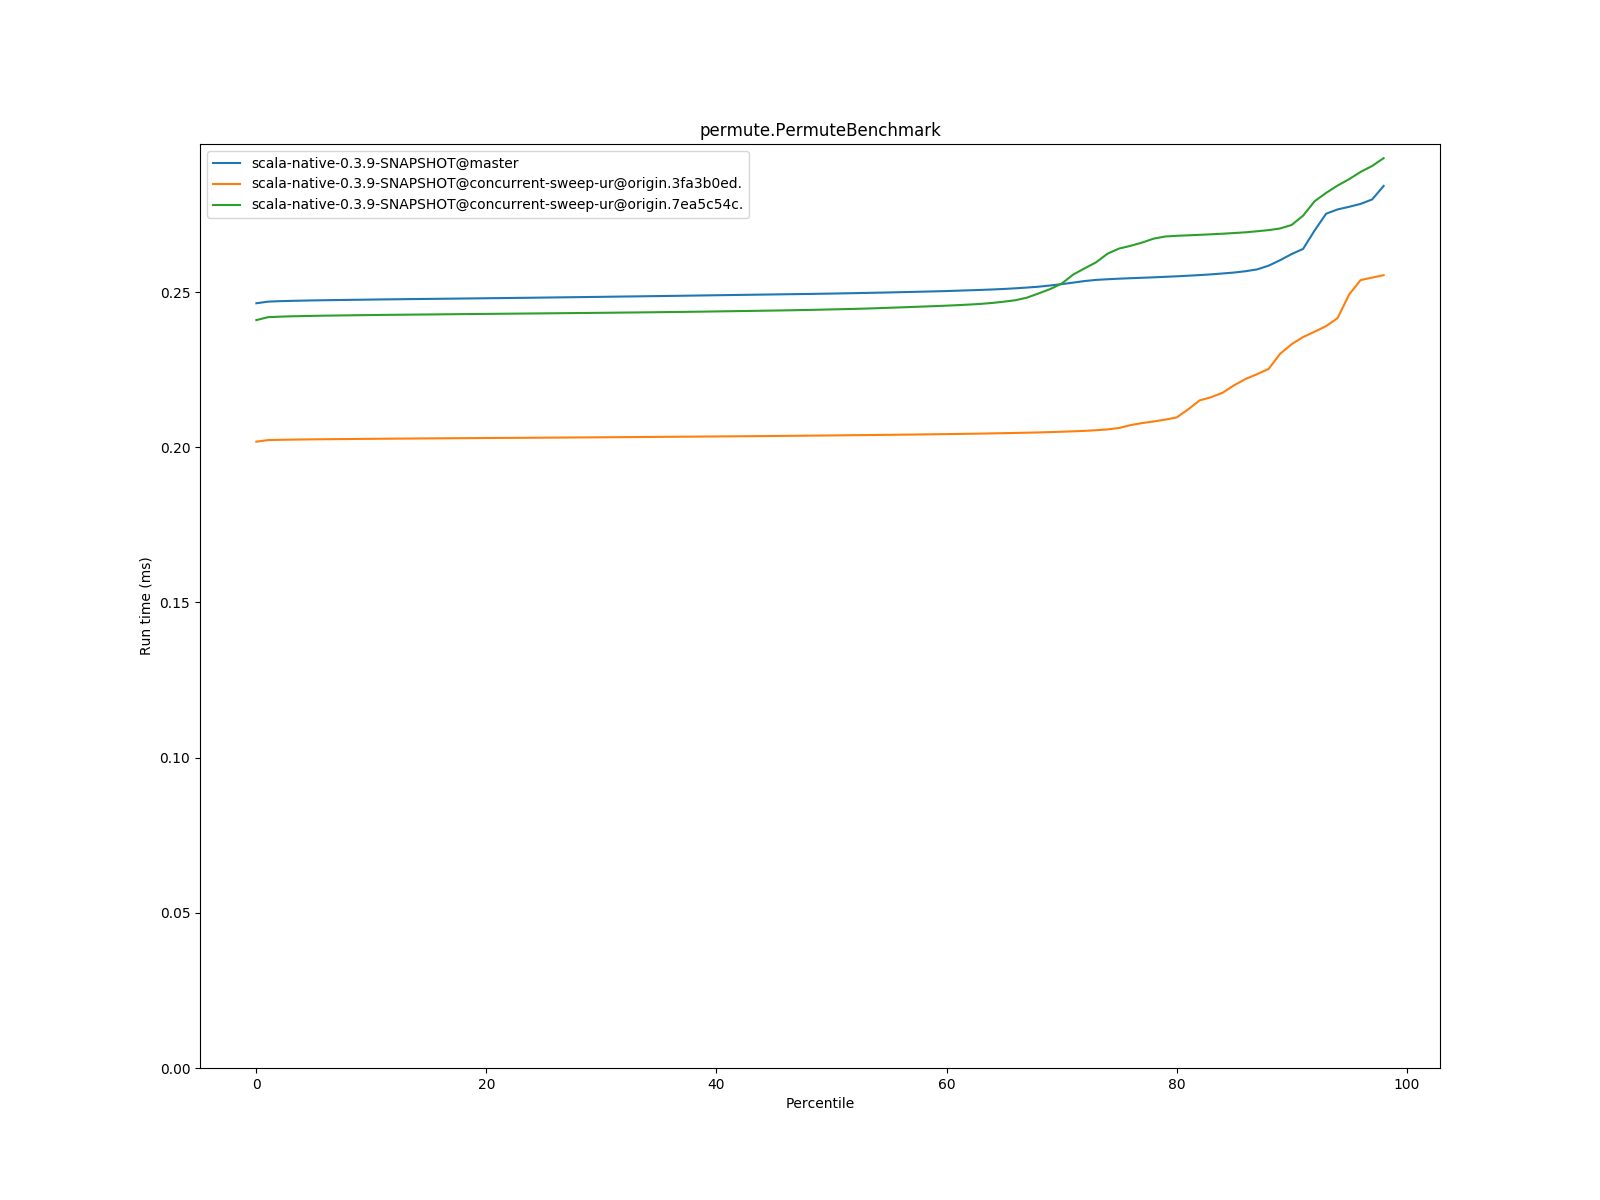 permute.PermuteBenchmark
scala-native-0.3.9-SNAPSHOT@master
scala-native-0.3.9-SNAPSHOT@concurrent-sweep-ur@origin.3fa3b0ed.
scala-native-0.3.9-SNAPSHOT@concurrent-sweep-ur@origin.7ea5c54c.
0.25
0.20
0.15
0.10
0.05
0.00
Run time (ms)
0 20 40 60 80 100
Percentile